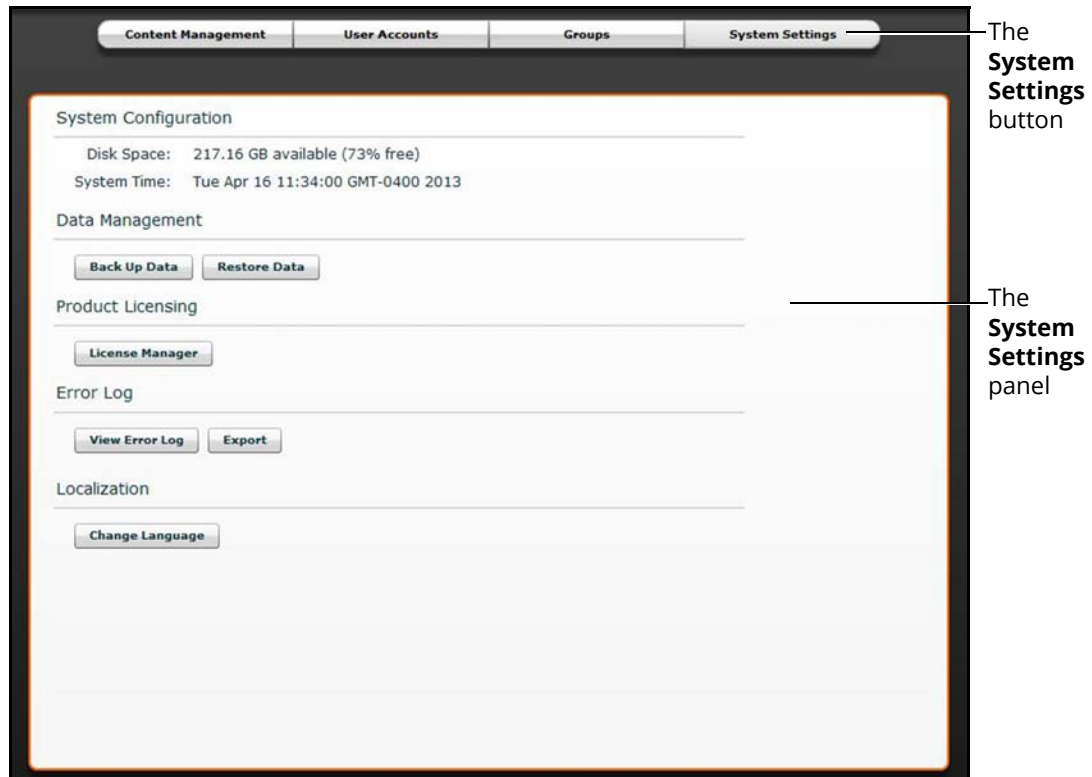 Content Management User Accounts Groups System Settings
The
System
Settings
button
System Configuration
Disk Space: 217.16 GB available (73% free)
System Time: Tue Apr 16 11:34:00 GMT-0400 2013
Data Management
Back Up Data Restore Data
Product Licensing
License Manager
The
System
Settings
panel
Error Log
View Error Log Export
Localization
Change Language